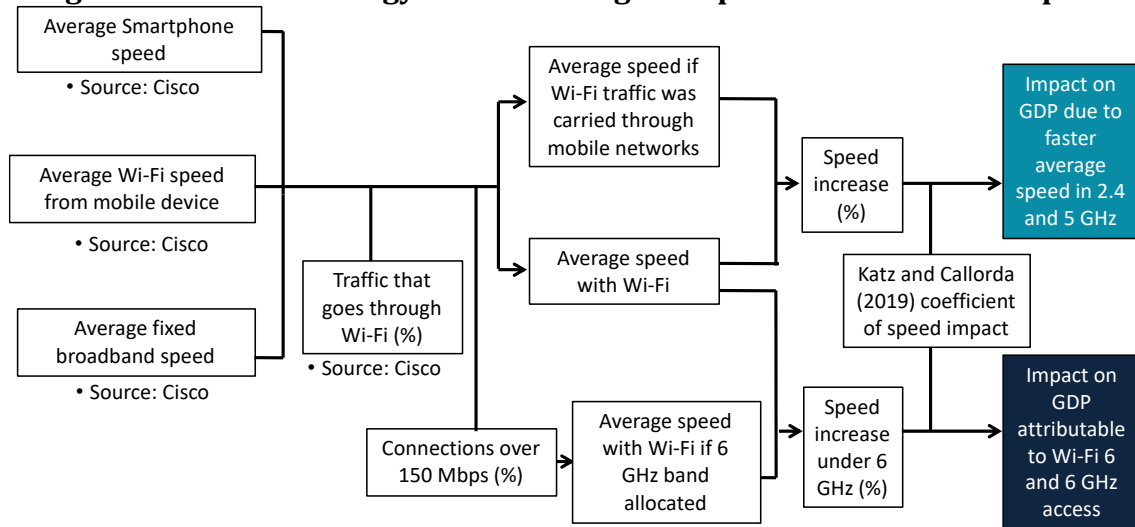 Average Smartphone
speed
• Source: Cisco
Average Wi-Fi speed
from mobile device
• Source: Cisco
Average fixed
broadband speed
• Source: Cisco
Traffic that
goes through
Wi-Fi (%)
• Source: Cisco
Connections over
150 Mbps (%)
Average speed if
Wi-Fi traffic was
carried through
mobile networks
Average speed
with Wi-Fi
Average speed
with Wi-Fi if 6
GHz band
allocated
Speed
increase
(%)
Speed
increase
under 6
GHz (%)
Impact on
GDP due to
faster
average
speed in 2.4
and 5 GHz
Katz and Callorda
(2019) coefficient
of speed impact
Impact on
GDP
attributable
to Wi-Fi 6
and 6 GHz
access